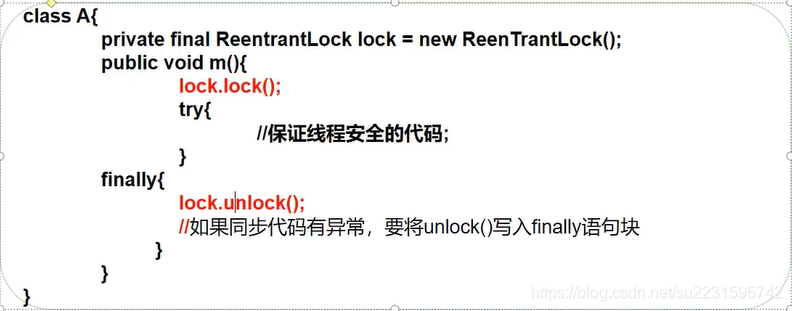 class A{
private final ReentrantLock lock = new ReenTrantLock();
public void m(){
lock.lock();
try{
//保证线程安全的代码;
}
finally{
lock.unlock();
//如果同步代码有异常，要将unlock()写入finally语句块
}
}
}
https://blog.csdn.net/su2231595742